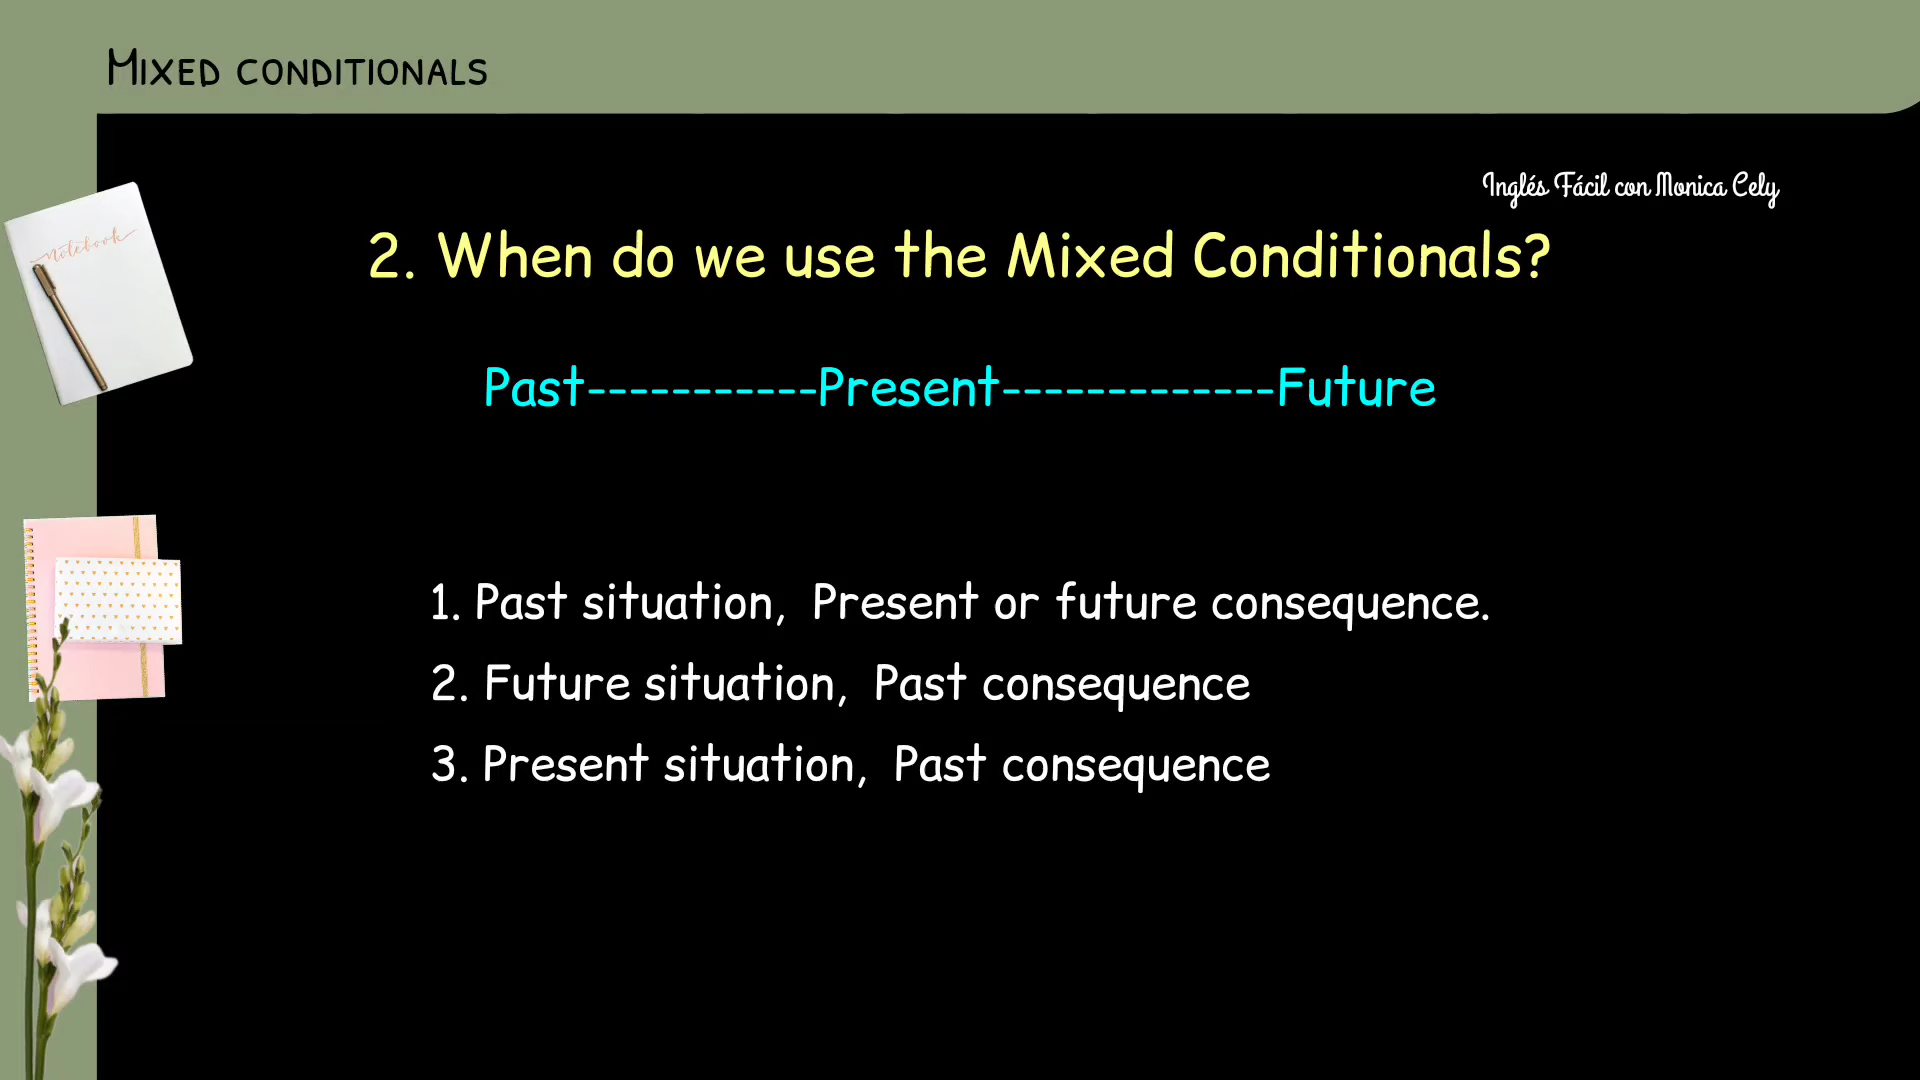 Mixed conditionals
Inglés Fácil con Monica Cely
notebook
2. When do we use the Mixed Conditionals?
Past-----------Present-------------Future
1. Past situation, Present or future consequence.
2. Future situation, Past consequence
3. Present situation, Past consequence